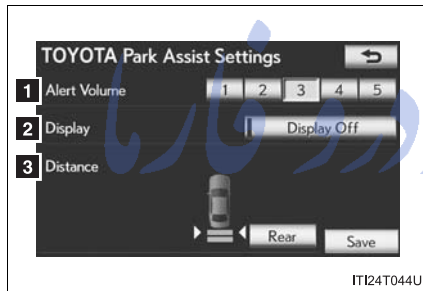 TOYOTA Park Assist Settings
1 Alert Volume 1 2 3 4 5
2 Display Display Off
3 Distance
Rear Save
ITI24T044U